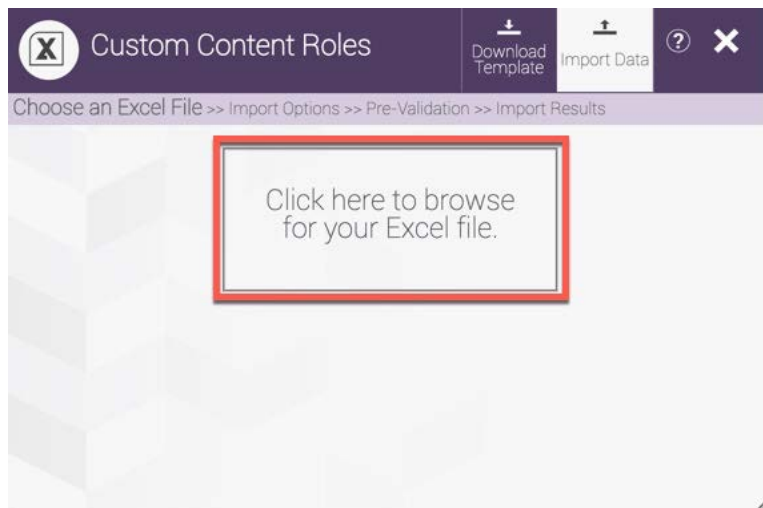 X Custom Content Roles
Download
Template
Import Data
?
Choose an Excel File >> Import Options >> Pre-Validation >> Import Results
Click here to browse
for your Excel file.